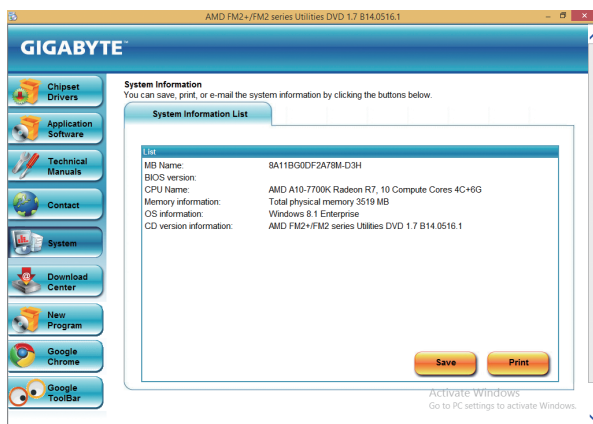 AMD FM2+/FM2 series Utilities DVD 1.7 B14.0516.1
GIGABYTE™
Chipset
Drivers
Application
Software
Technical
Manuals
Contact
System
Download
Center
New
Program
Google
Chrome
Google
ToolBar
System Information
You can save, print, or e-mail the system information by clicking the buttons below.
System Information List
List
MB Name: 8A11BG0DF2A78M-D3H
BIOS version:
CPU Name: AMD A10-7700K Radeon R7, 10 Compute Cores 4C+6G
Memory information: Total physical memory 3519 MB
OS information: Windows 8.1 Enterprise
CD version information: AMD FM2+/FM2 series Utilities DVD 1.7 B14.0516.1
Save Print
Activate Windows
Go to PC settings to activate Windows.